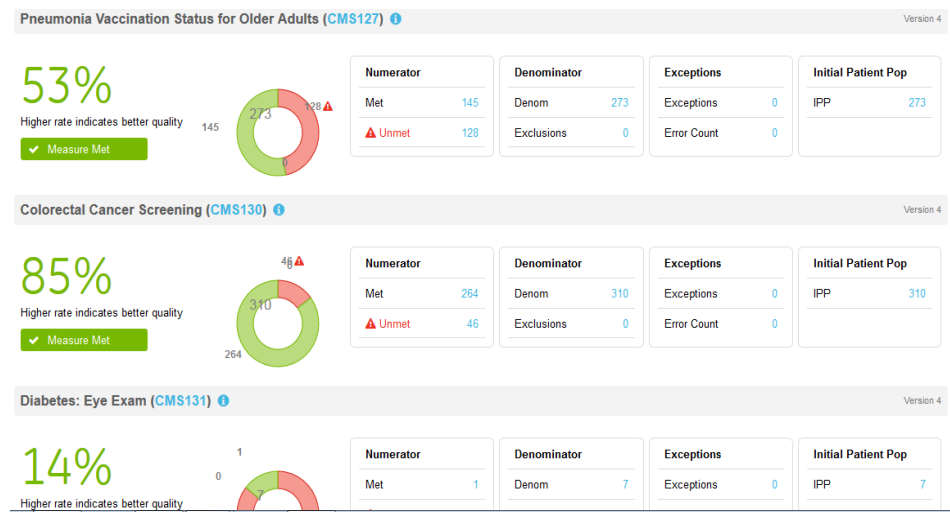 Pneumonia Vaccination Status for Older Adults (CMS127)
Version 4
53%
Higher rate indicates better quality
Measure Met
145
273
128
0
Numerator
Met 145
Unmet 128
Denominator
Denom 273
Exclusions 0
Exceptions
Exceptions 0
Error Count 0
Initial Patient Pop
IPP 273
Colorectal Cancer Screening (CMS130)
Version 4
85%
Higher rate indicates better quality
Measure Met
46
0
310
264
Numerator
Met 264
Unmet 46
Denominator
Denom 310
Exclusions 0
Exceptions
Exceptions 0
Error Count 0
Initial Patient Pop
IPP 310
Diabetes: Eye Exam (CMS131)
Version 4
14%
Higher rate indicates better quality
1
0
7
Numerator
Met 1
Denominator
Denom 7
Exceptions
Exceptions 0
Initial Patient Pop
IPP 7